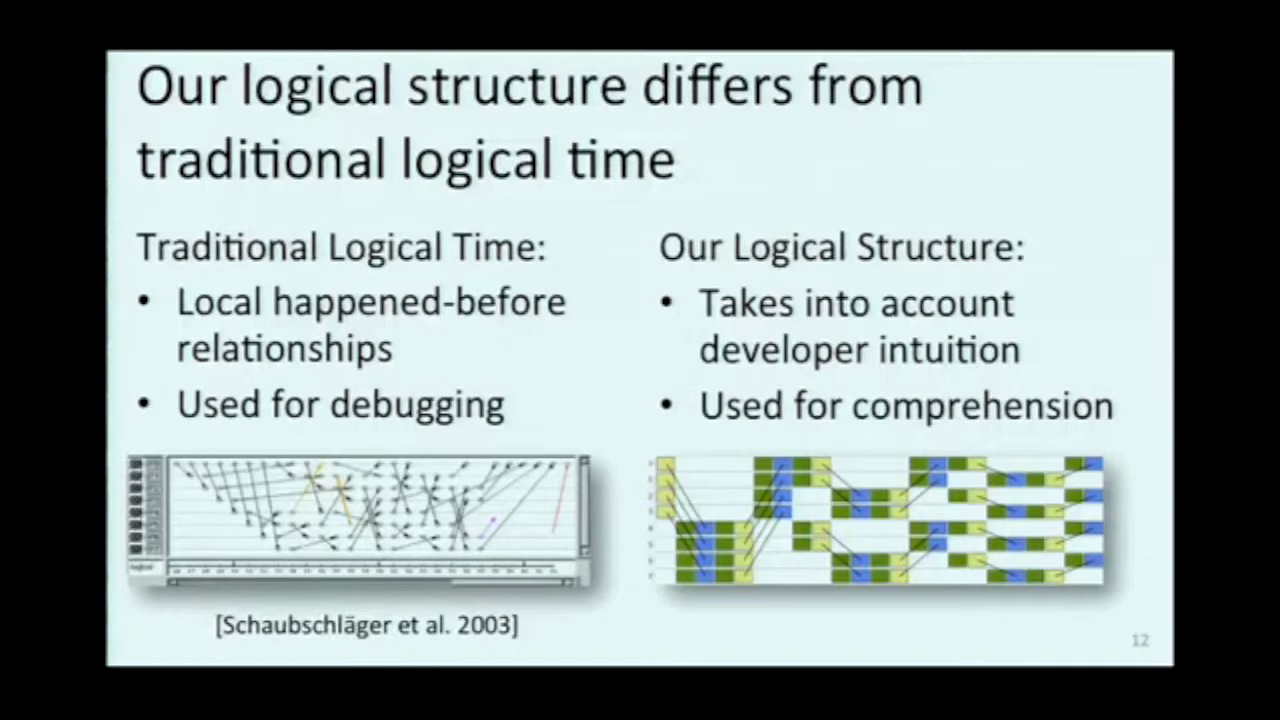 Our logical structure differs from
traditional logical time
Traditional Logical Time:
• Local happened-before
relationships
• Used for debugging
[Schaubschläger et al. 2003]
Our Logical Structure:
• Takes into account
developer intuition
• Used for comprehension
12